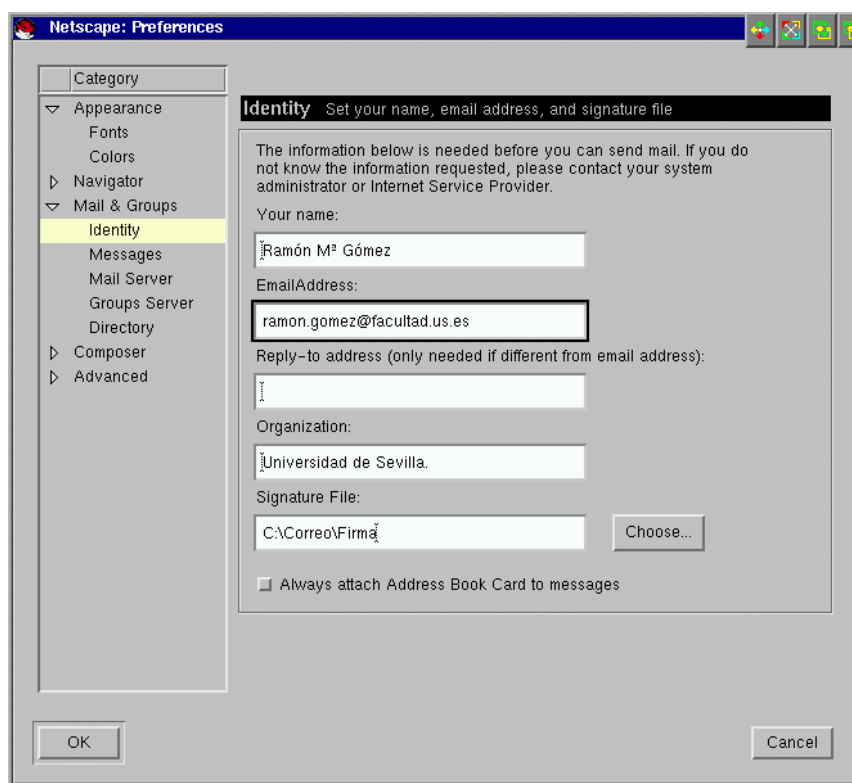 Netscape: Preferences
Category
Appearance
Fonts
Colors
Navigator
Mail & Groups
Identity
Messages
Mail Server
Groups Server
Directory
Composer
Advanced
Identity Set your name, email address, and signature file
The information below is needed before you can send mail. If you do
not know the information requested, please contact your system
administrator or Internet Service Provider.
Your name:
Ramón Mª Gómez
EmailAddress:
ramon.gomez@facultad.us.es
Reply-to address (only needed if different from email address):
Organization:
Universidad de Sevilla.
Signature File:
C:\Correo\Firma
Choose...
Always attach Address Book Card to messages
OK
Cancel